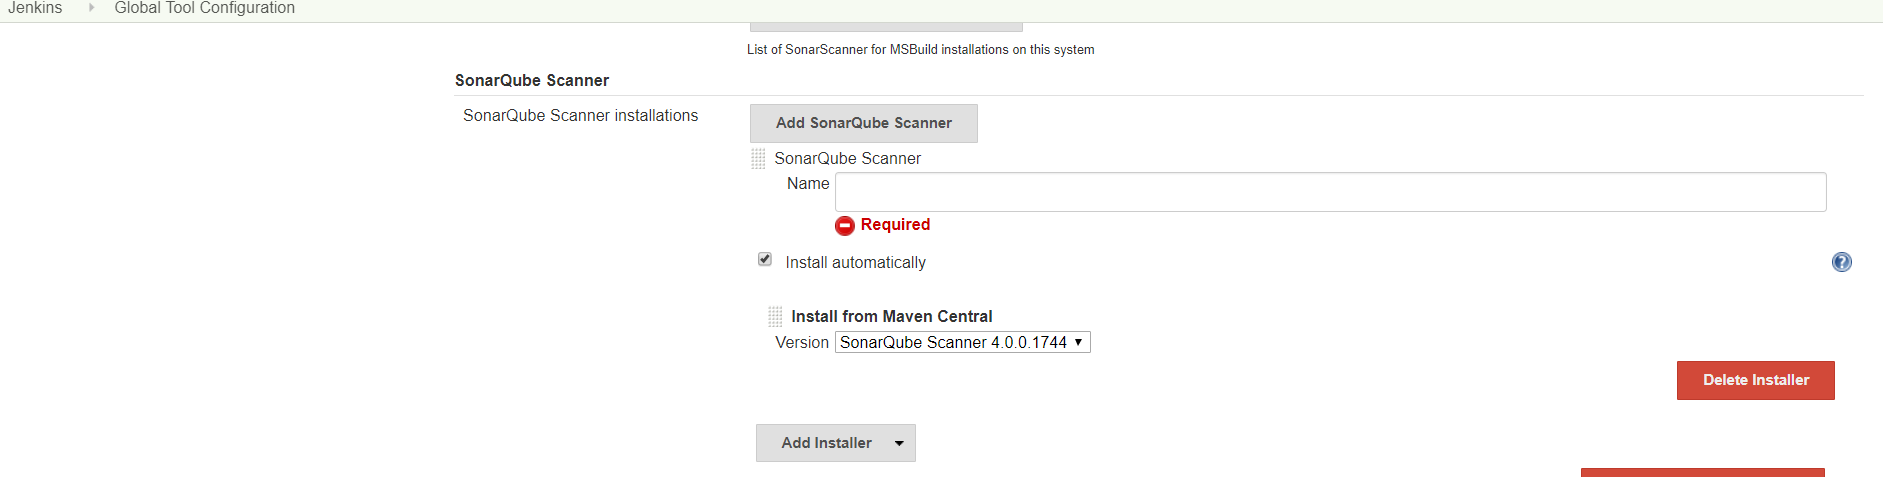 Jenkins Global Tool Configuration
List of SonarScanner for MSBuild installations on this system
SonarQube Scanner
SonarQube Scanner installations
Add SonarQube Scanner
SonarQube Scanner
Name
Required
Install automatically
Install from Maven Central
Version SonarQube Scanner 4.0.0.1744
Delete Installer
Add Installer